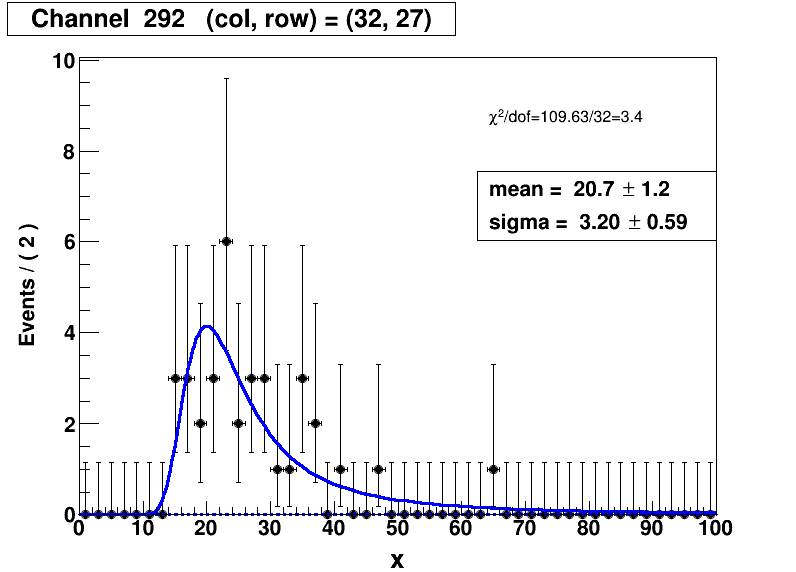 Channel 292 (col, row) = (32, 27)
χ²/dof=109.63/32=3.4
mean = 20.7 ± 1.2
sigma = 3.20 ± 0.59
Events / ( 2 )
10
8
6
4
2
0
0 10 20 30 40 50 60 70 80 90 100
x